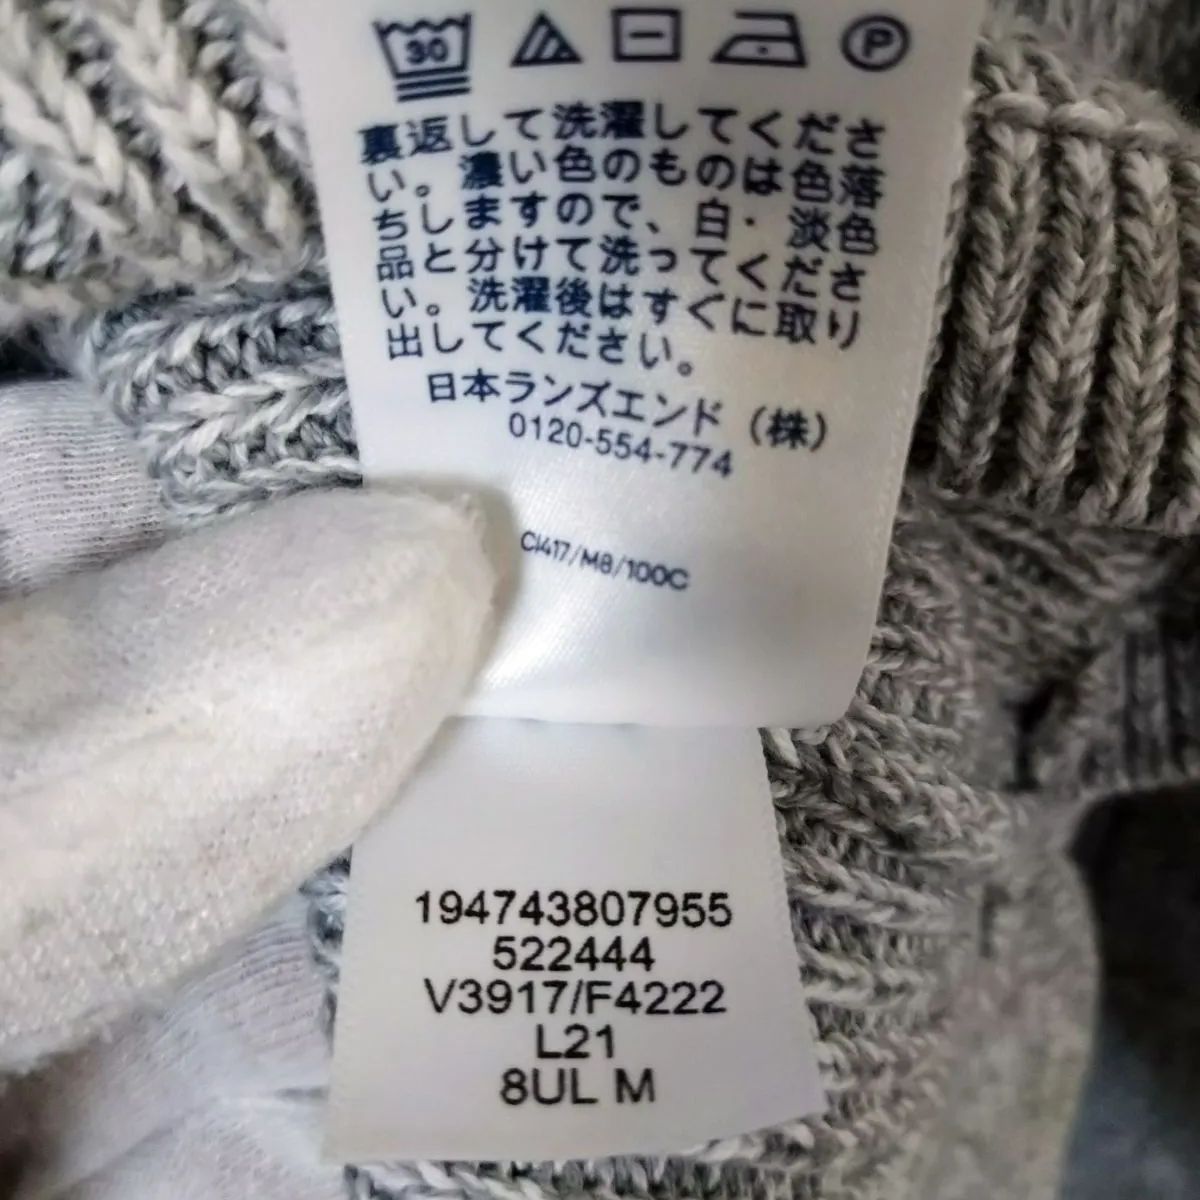 30
P
裏返して洗濯してくださ
い。濃い色のものは色落
ちしますので、白・淡色
品と分けて洗ってくださ
い。洗濯後はすぐに取り
出してください。
日本ランズエンド(株)
0120-554-774
CI417/M8/100C
194743807955
522444
V3917/F4222
L21
8UL M